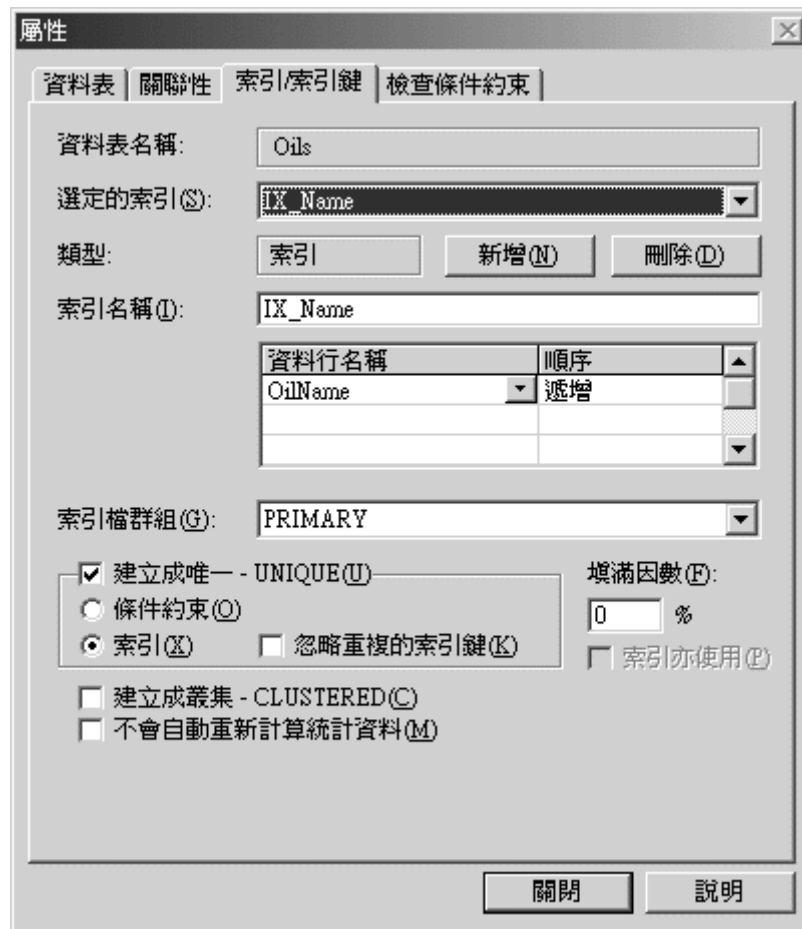 屬性
資料表 關聯性 索引/索引鍵 檢查條件約束
資料表名稱: Oils
選定的索引(S): IX_Name
類型: 索引 新增(N) 刪除(D)
索引名稱(I): IX_Name
資料行名稱 順序
OilName 遞增
索引檔群組(G): PRIMARY
建立成唯一 - UNIQUE(U) 填滿因數(F):
條件約束(O) 0 %
索引(X) 忽略重複的索引鍵(K) 索引亦使用(P)
建立成叢集 - CLUSTERED(C)
不會自動重新計算統計資料(M)
關閉 說明